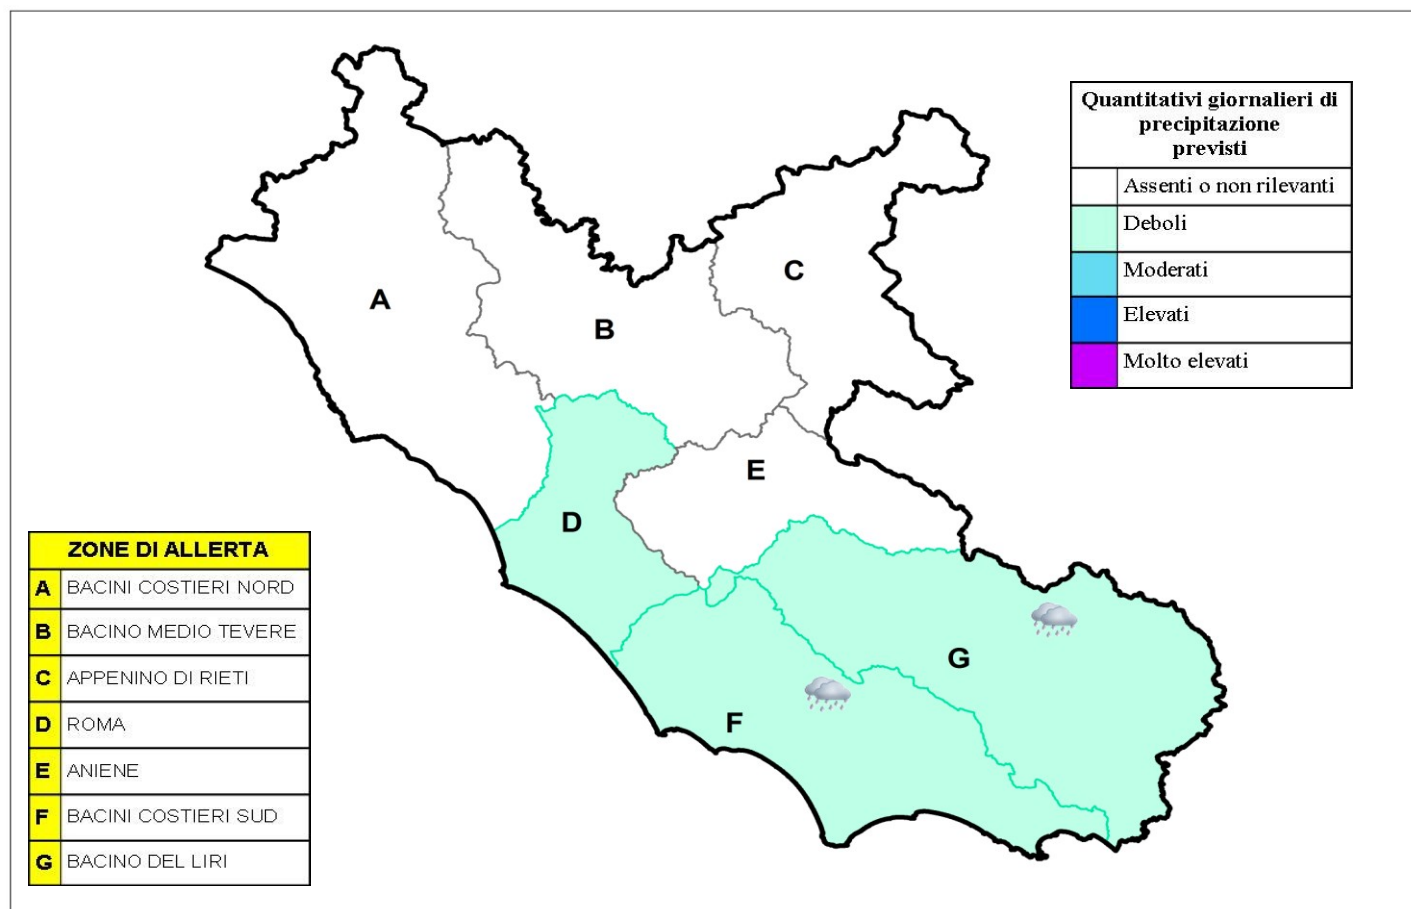 Quantitativi giornalieri di
precipitazione
previsti
Assenti o non rilevanti
Deboli
Moderati
Elevati
Molto elevati
A
B
C
D
E
F
G
ZONE DI ALLERTA
A BACINI COSTIERI NORD
B BACINO MEDIO TEVERE
C APPENINO DI RIETI
D ROMA
E ANIENE
F BACINI COSTIERI SUD
G BACINO DEL LIRI